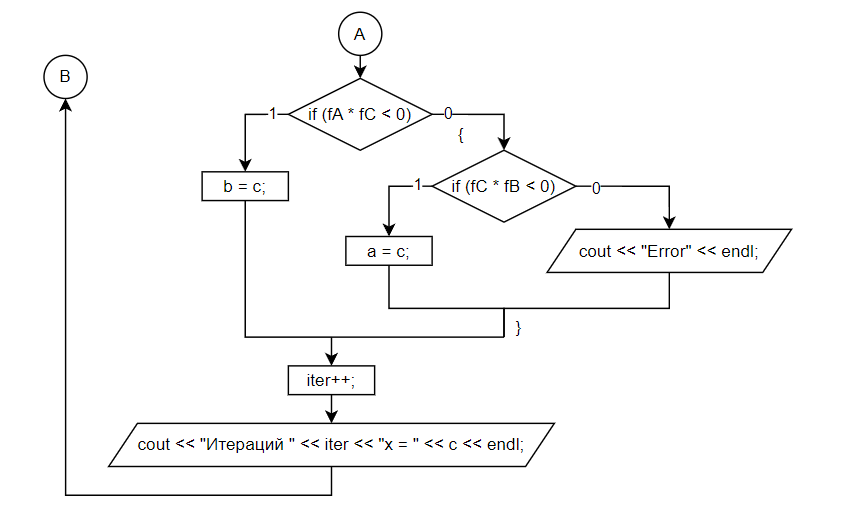 A
B
if (fA * fC < 0)
1
0
{
b = c;
if (fC * fB < 0)
1
0
a = c;
cout << "Error" << endl;
}
iter++;
cout << "Итераций " << iter << "x = " << c << endl;